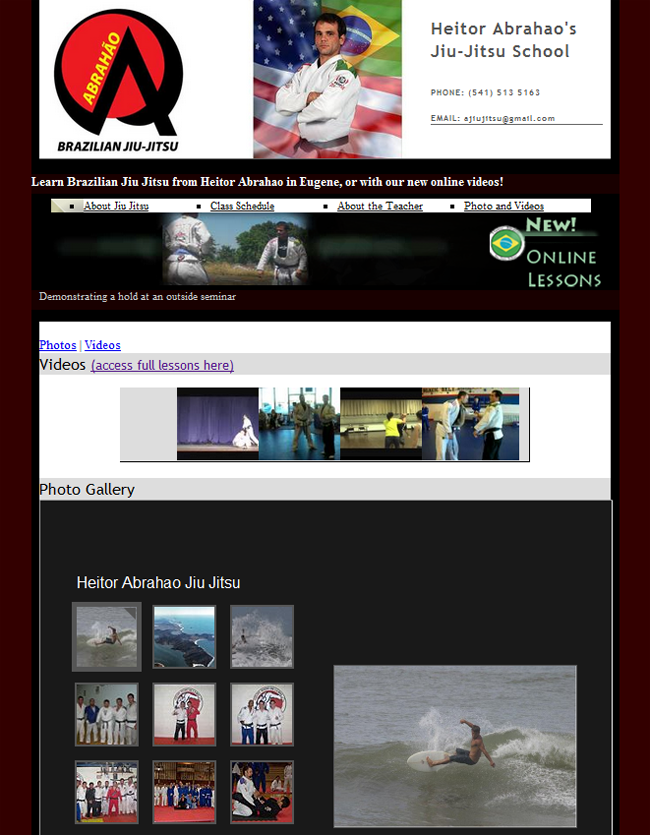 ABRAHÃO
BRAZILIAN JIU-JITSU
Heitor Abrahao's
Jiu-Jitsu School
PHONE: (541) 513 5163
EMAIL: ajiujitsu@gmail.com
Learn Brazilian Jiu Jitsu from Heitor Abrahao in Eugene, or with our new online videos!
About Jiu Jitsu Class Schedule About the Teacher Photo and Videos
New!
Online
Lessons
Demonstrating a hold at an outside seminar
Photos | Videos
Videos (access full lessons here)
Photo Gallery
Heitor Abrahao Jiu Jitsu